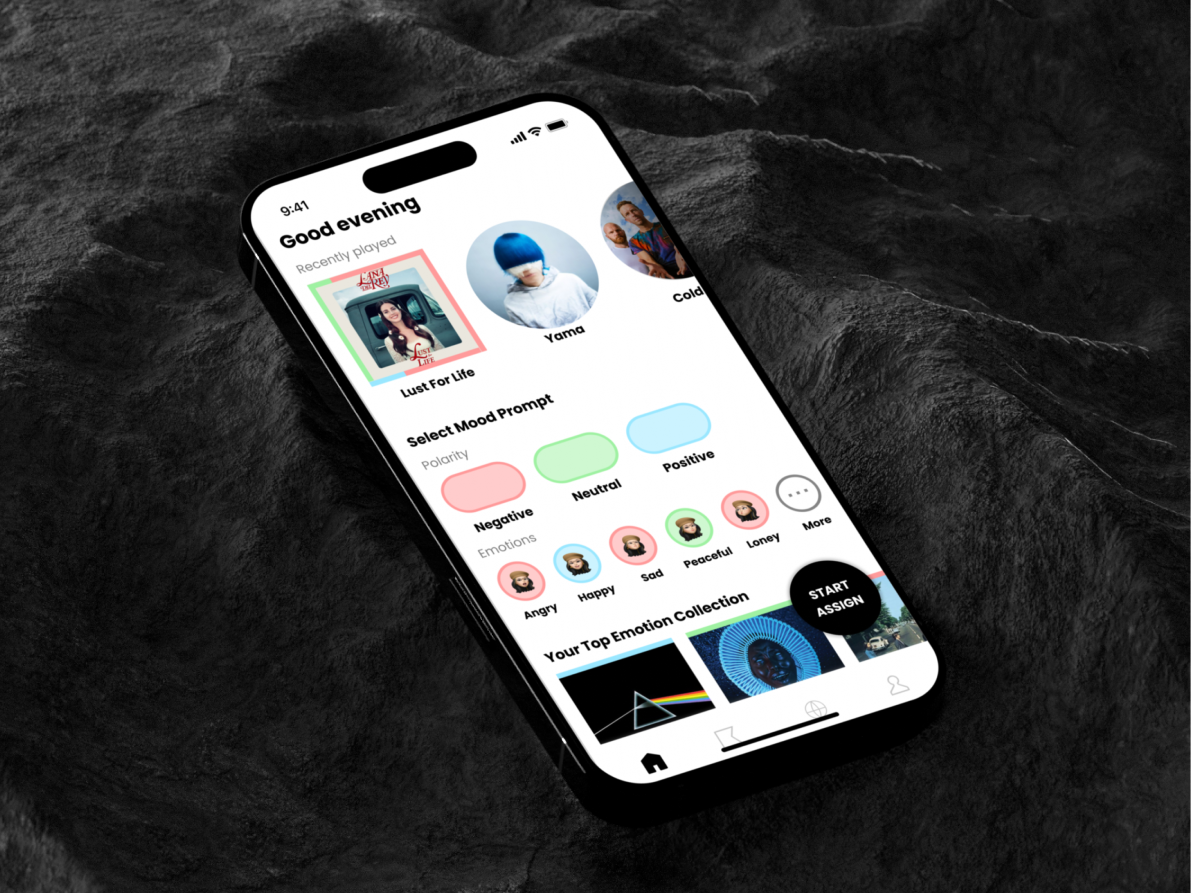 9:41
Good evening
Recently played
LANA
DEL REY
LUST
FOR
LIFE
Lust For Life
Yama
Cold
Select Mood Prompt
Polarity
Negative
Neutral
Positive
Emotions
Angry
Happy
Sad
Peaceful
Loney
More
Your Top Emotion Collection
START
ASSIGN